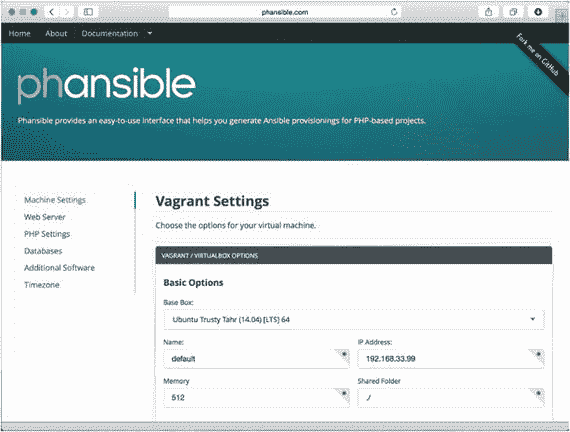 phansible.com
Home About Documentation
Fork me on GitHub
phansible
Phansible provides an easy-to-use interface that helps you generate Ansible provisionings for PHP-based projects.
Machine Settings
Web Server
PHP Settings
Databases
Additional Software
Timezone
Vagrant Settings
Choose the options for your virtual machine.
VAGRANT / VIRTUALBOX OPTIONS
Basic Options
Base Box:
Ubuntu Trusty Tahr (14.04) [LTS] 64
Name: IP Address:
default 192.168.33.99
Memory Shared Folder
512 ./